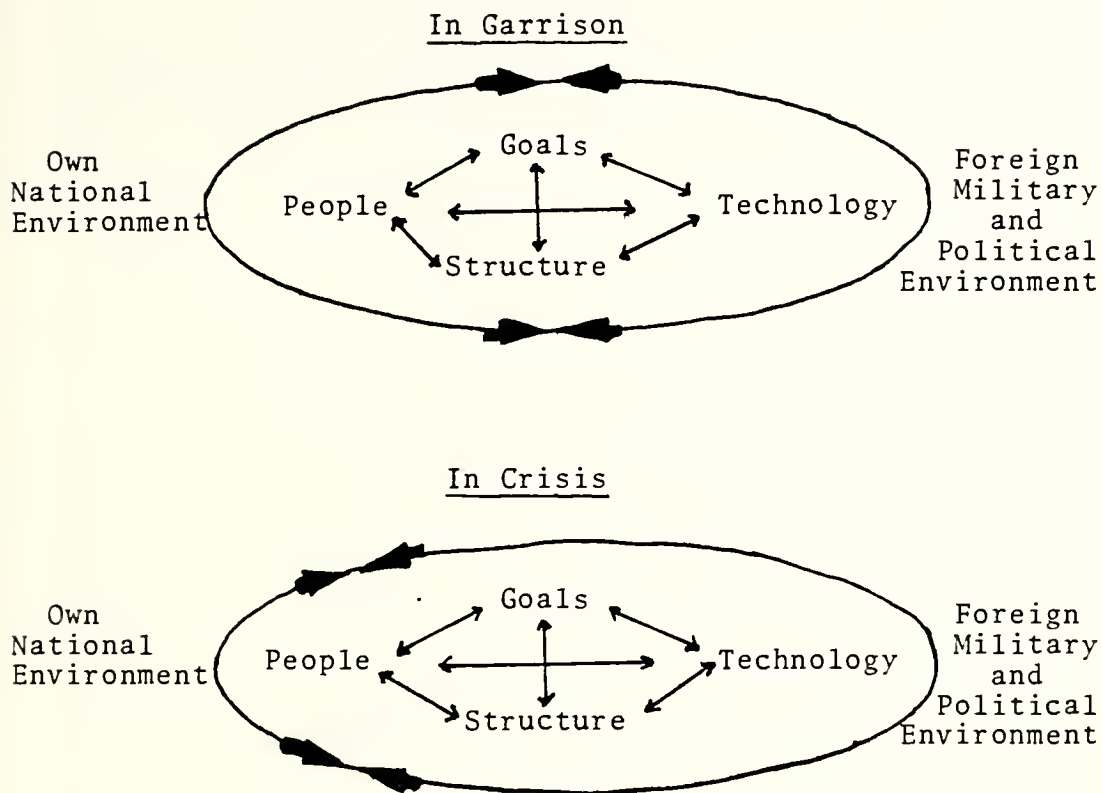 In Garrison
Goals
Own
National
Environment
People
Technology
Structure
Foreign
Military
and
Political
Environment
In Crisis
Goals
Own
National
Environment
People
Technology
Structure
Foreign
Military
and
Political
Environment